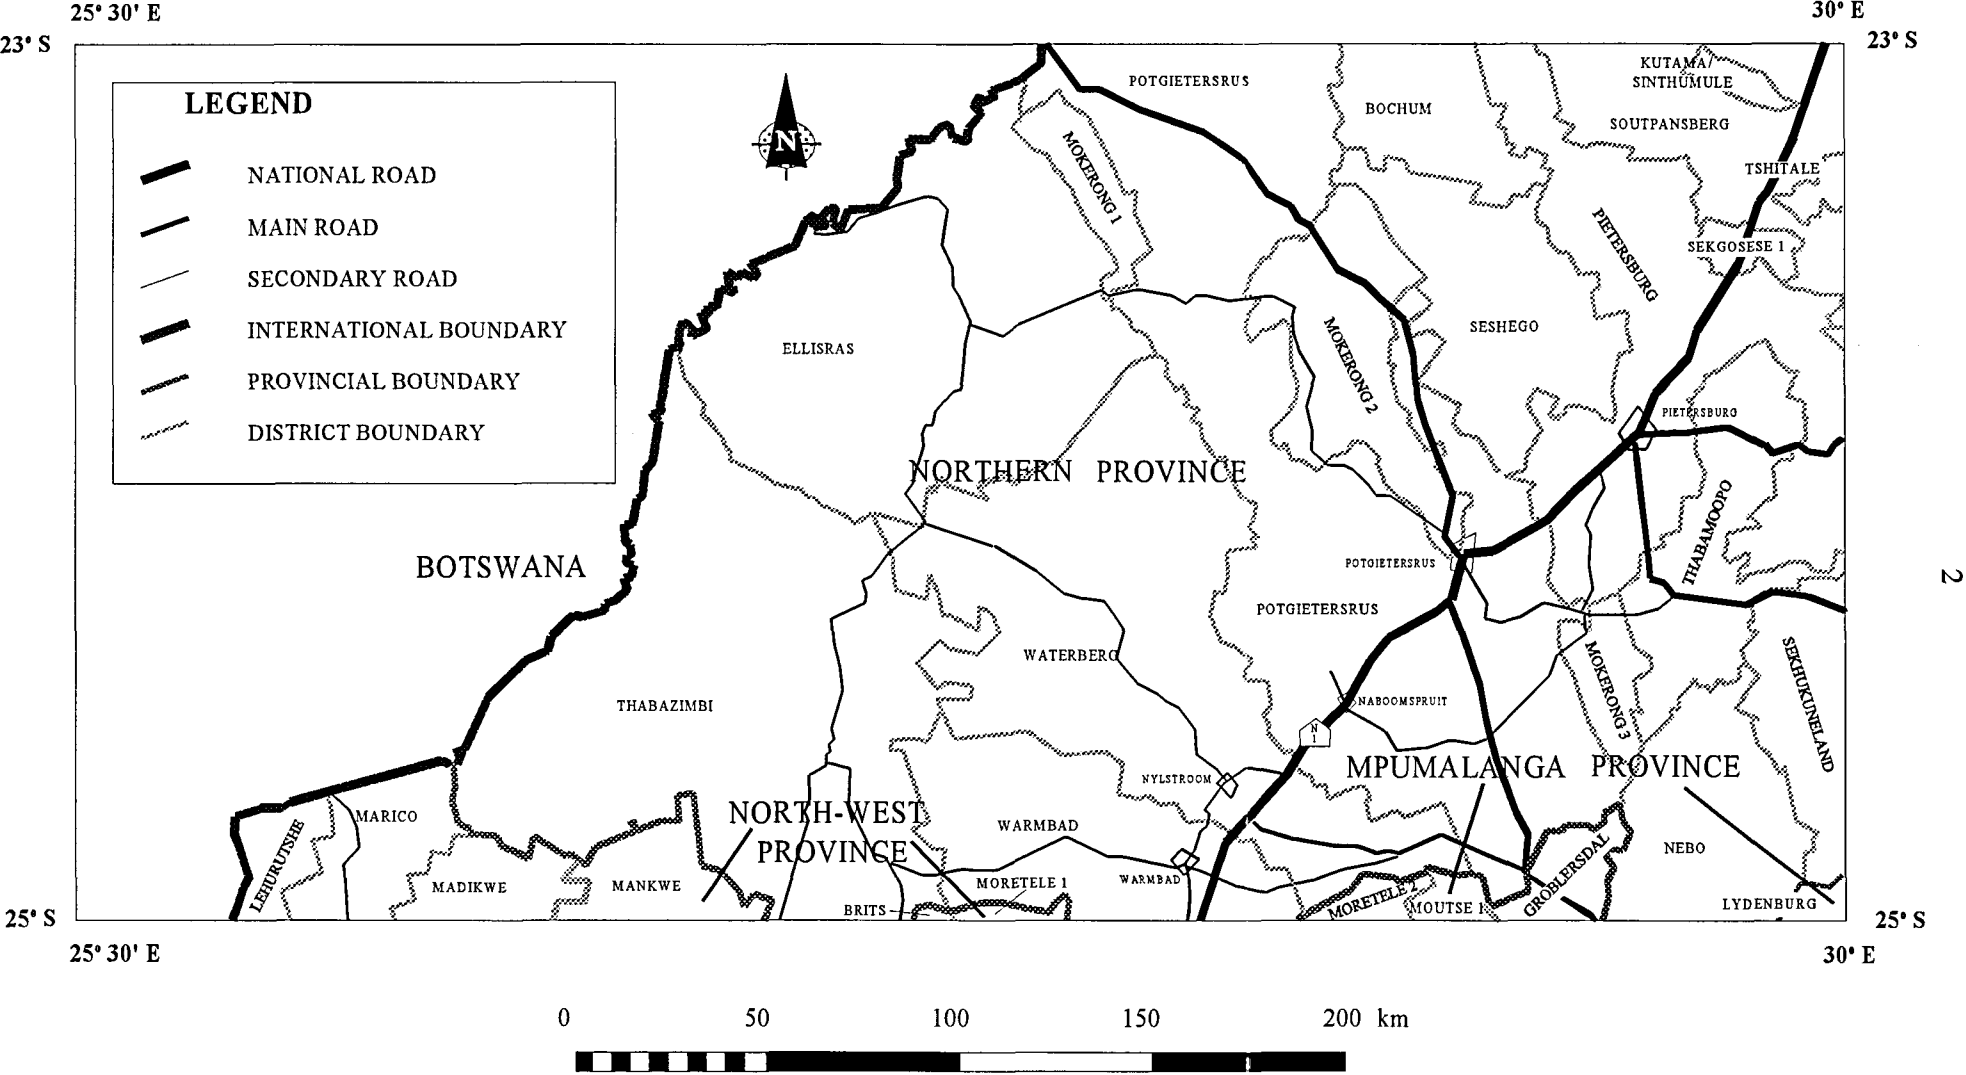 25° 30' E
30° E
23° S
23° S
LEGEND
NATIONAL ROAD
MAIN ROAD
SECONDARY ROAD
INTERNATIONAL BOUNDARY
PROVINCIAL BOUNDARY
DISTRICT BOUNDARY
N
POTGIETERSRUS
BOCHUM
KUTAMA/
SINTHUMULE
SOUTPANSBERG
TSHITALE
MOKERONG 1
PIETERSBURG
SEKGOSESE 1
ELLISRAS
MOKERONG 2
SESHEGO
PIETERSBURG
NORTHERN PROVINCE
THABAMOOPO
BOTSWANA
POTGIETERSRUS
POTGIETERSRUS
2
WATERBERG
MOKERONG 3
SEKHUKUNELAND
THABAZIMBI
NABOOMSPRUIT
N
1
MPUMALANGA PROVINCE
NYLSTROOM
NORTH-WEST
PROVINCE
MARICO
LEHURUTSHE
WARMBAD
NEBO
GROBLERSDAL
MADIKWE
MANKWE
MORETELE 1
WARMBAD
MORETELE 2
MOUTSE 1
BRITS
LYDENBURG
25° S
25° S
25° 30' E
30° E
0 50 100 150 200 km